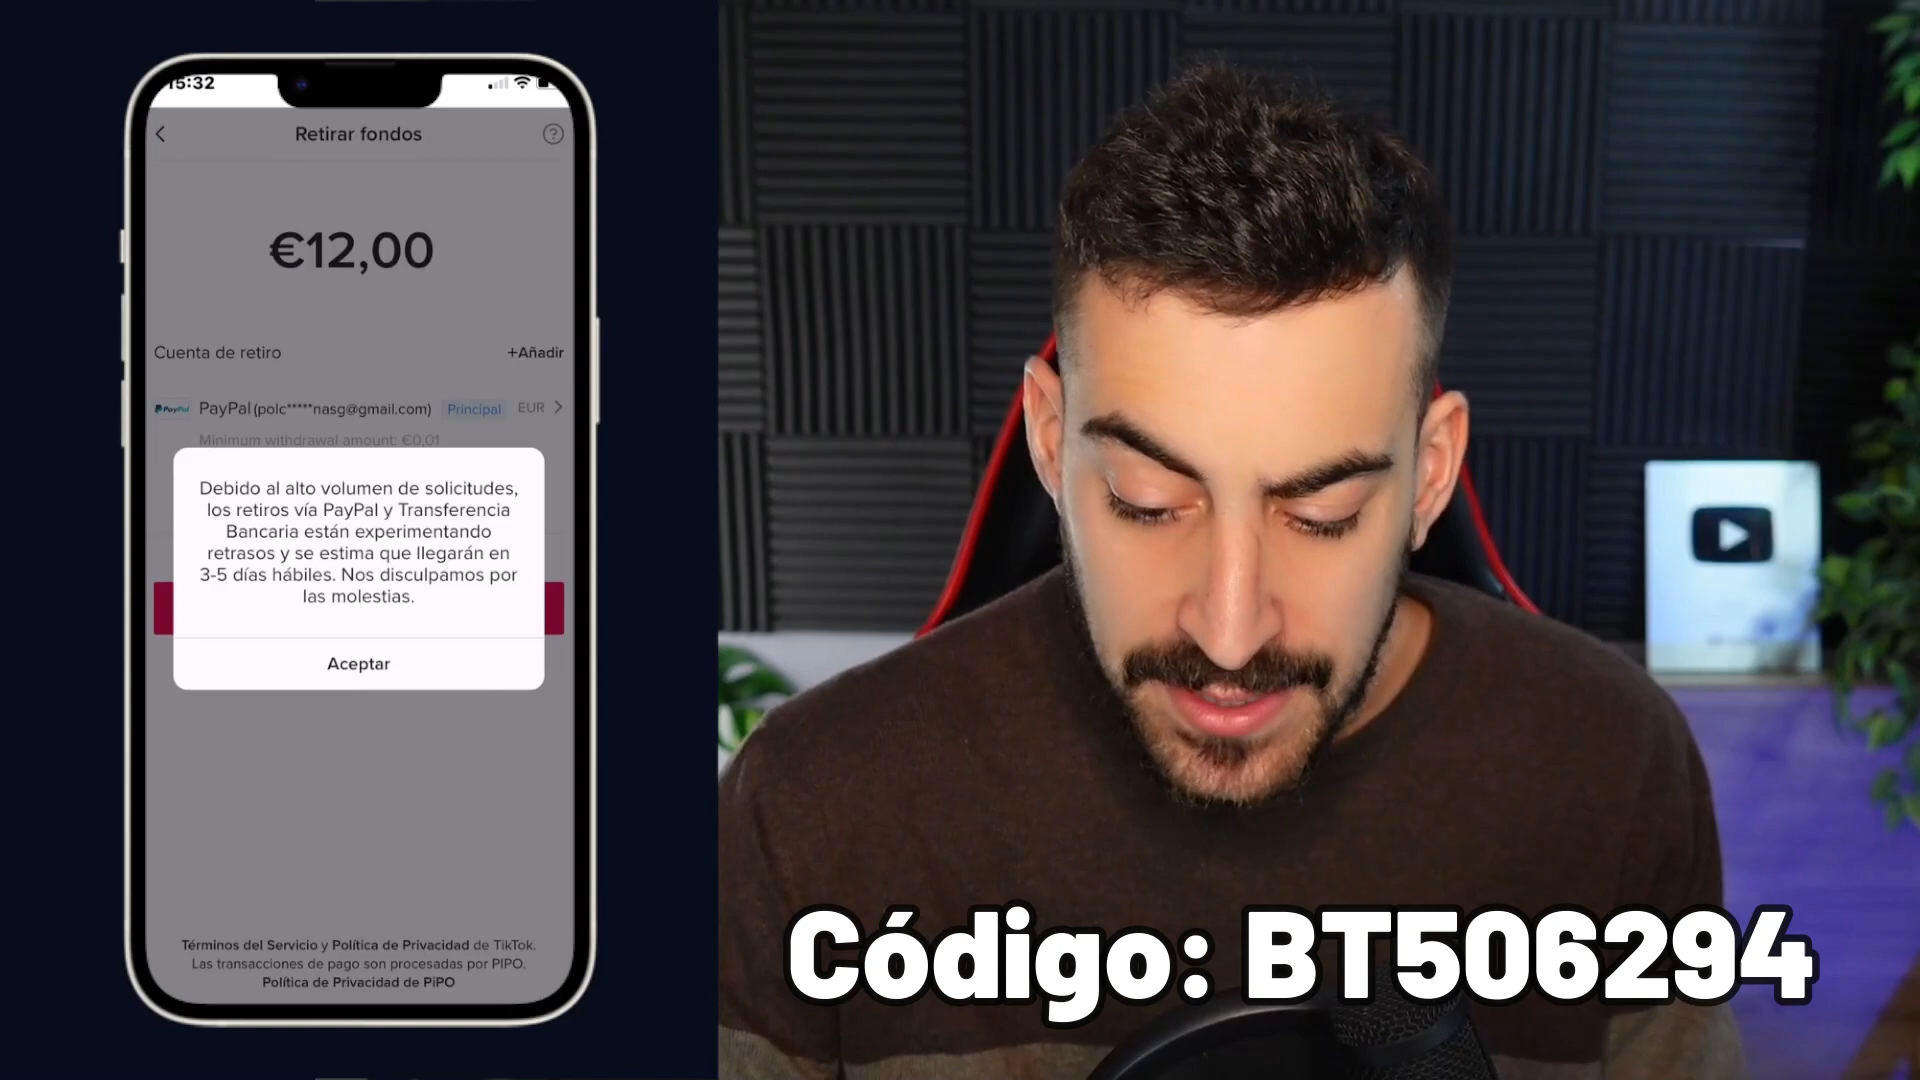 15:32
Retirar fondos
?
€12,00
Cuenta de retiro
+Añadir
PayPal PayPal(polc*****nasg@gmail.com) Principal EUR
Minimum withdrawal amount: €0,01
Debido al alto volumen de solicitudes,
los retiros vía PayPal y Transferencia
Bancaria están experimentando
retrasos y se estima que llegarán en
3-5 días hábiles. Nos disculpamos por
las molestias.
Aceptar
Términos del Servicio y Política de Privacidad de TikTok.
Las transacciones de pago son procesadas por PIPO.
Política de Privacidad de PiPO
Código: BT506294